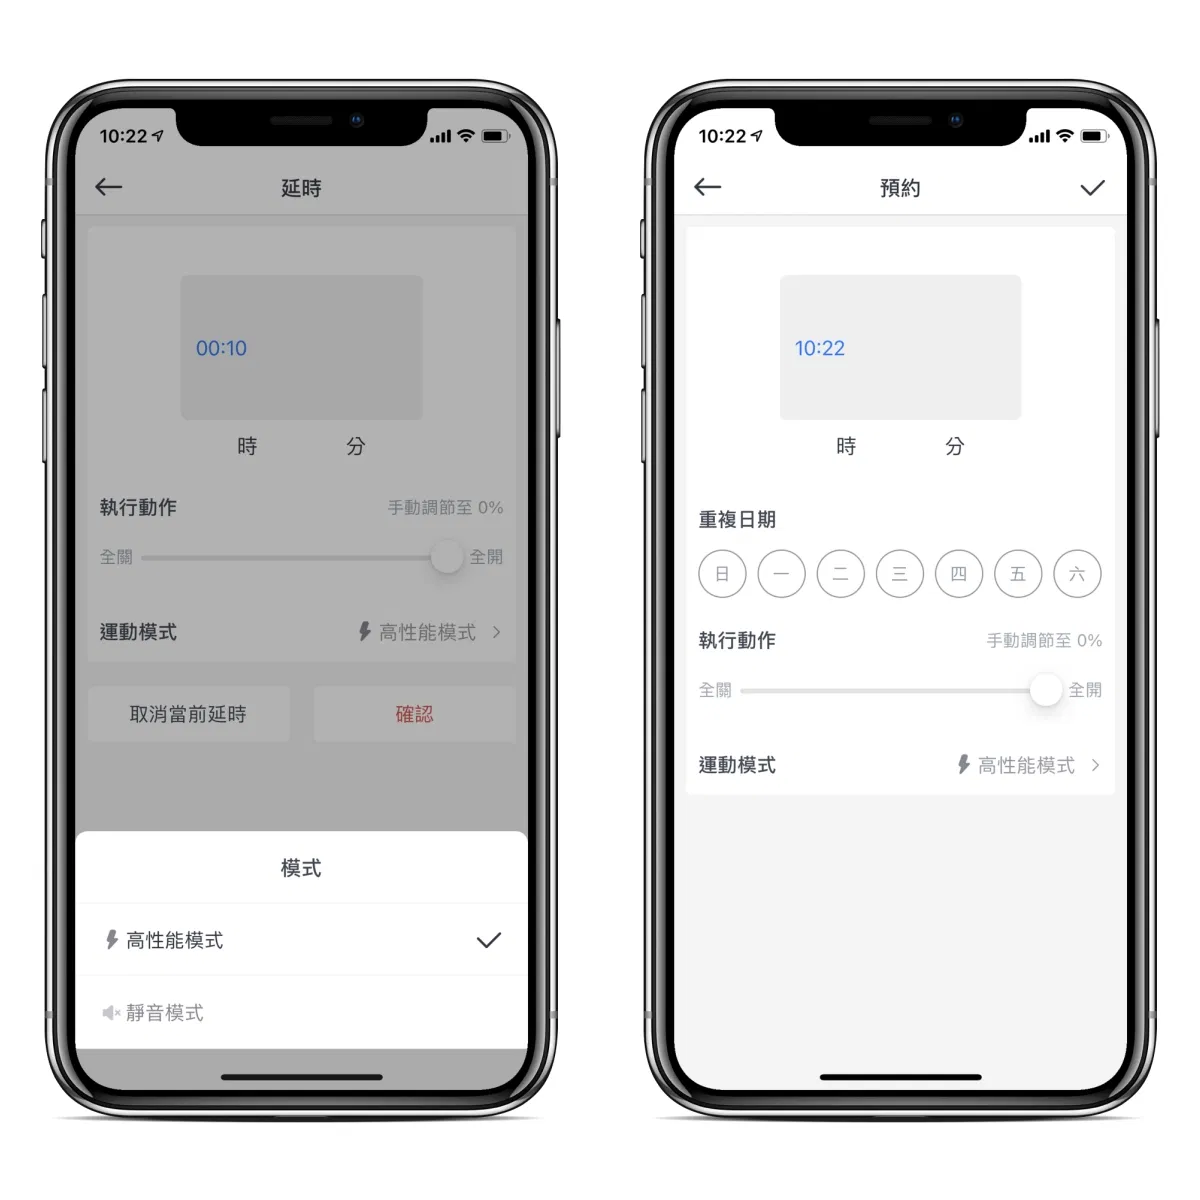 10:22
延時
00:10
時 分
執行動作 手動調節至 0%
全關 全開
運動模式 高性能模式
取消當前延時 確認
模式
高性能模式
靜音模式
10:22
預約
10:22
時 分
重複日期
日 一 二 三 四 五 六
執行動作 手動調節至 0%
全關 全開
運動模式 高性能模式